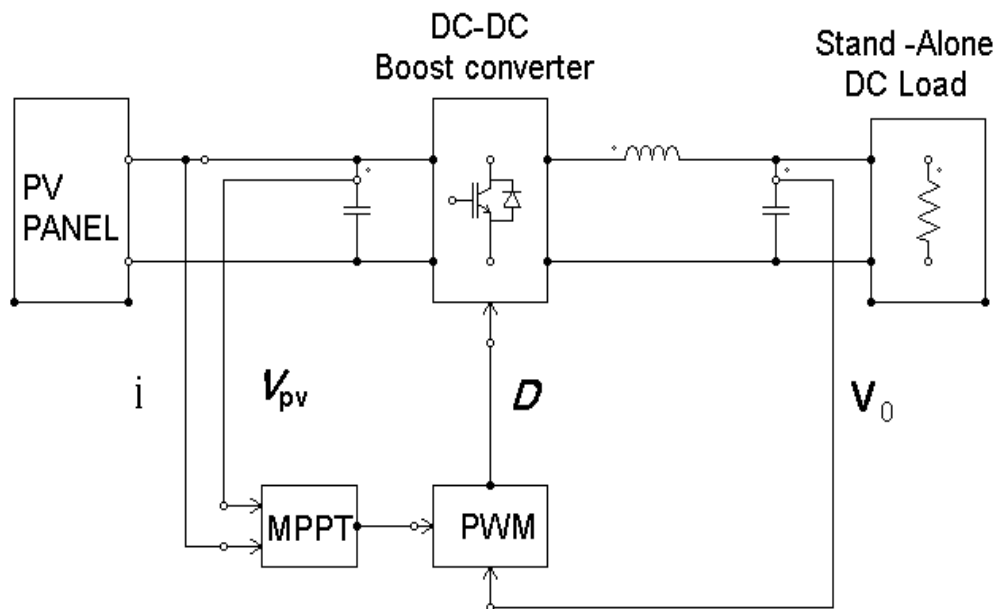 DC-DC
Boost converter
Stand -Alone
DC Load
PV
PANEL
i
Vpv
D
V0
MPPT
PWM